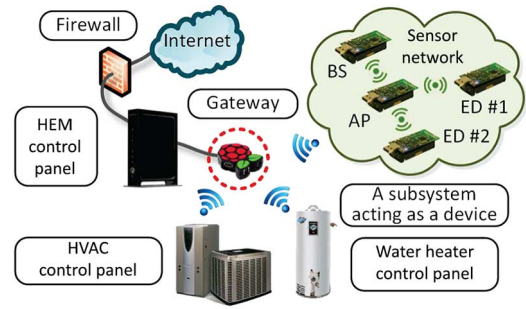 Firewall
Internet
Sensor
network
BS
AP
ED #1
ED #2
Gateway
HEM
control
panel
A subsystem
acting as a device
HVAC
control panel
Water heater
control panel